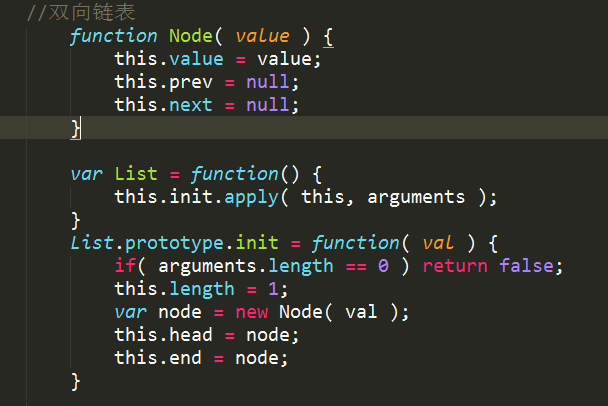 //双向链表
function Node( value ) {
this.value = value;
this.prev = null;
this.next = null;
}
var List = function() {
this.init.apply( this, arguments );
}
List.prototype.init = function( val ) {
if( arguments.length == 0 ) return false;
this.length = 1;
var node = new Node( val );
this.head = node;
this.end = node;
}